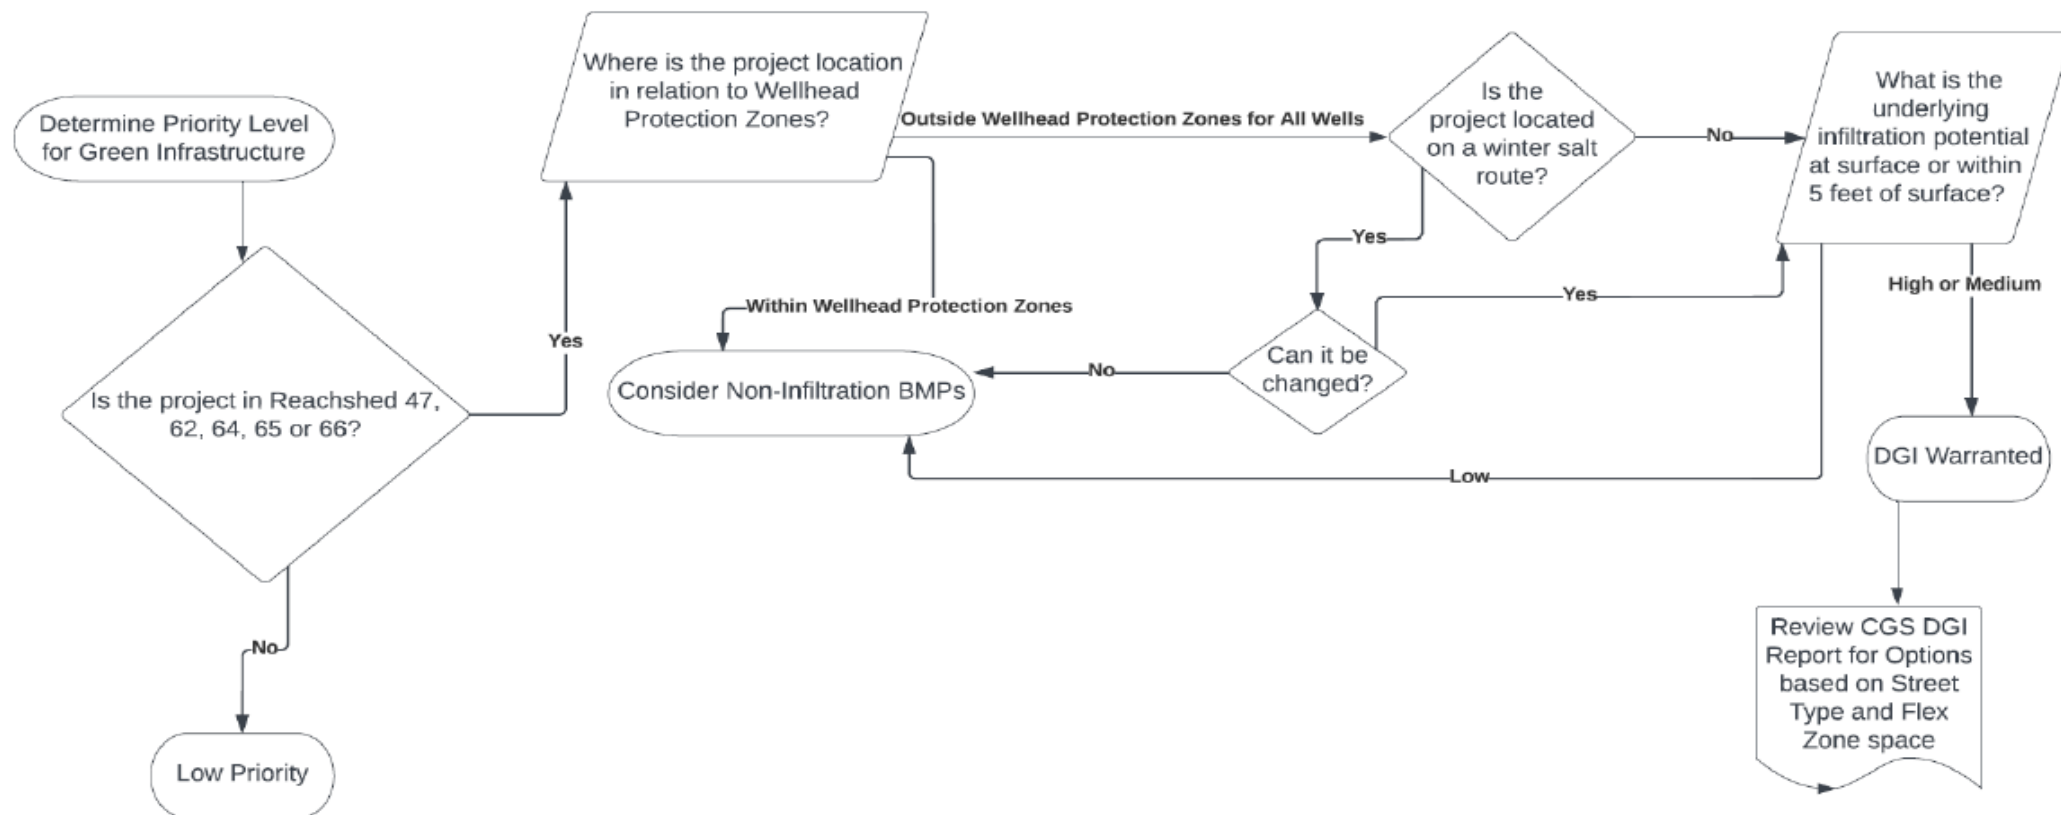 Determine Priority Level
for Green Infrastructure
Is the project in Reachshed 47,
62, 64, 65 or 66?
No
Low Priority
Yes
Where is the project location
in relation to Wellhead
Protection Zones?
Outside Wellhead Protection Zones for All Wells
Within Wellhead Protection Zones
Consider Non-Infiltration BMPs
Is the
project located
on a winter salt
route?
Yes
Can it be
changed?
No
Yes
No
What is the
underlying
infiltration potential
at surface or within
5 feet of surface?
Low
High or Medium
DGI Warranted
Review CGS DGI
Report for Options
based on Street
Type and Flex
Zone space